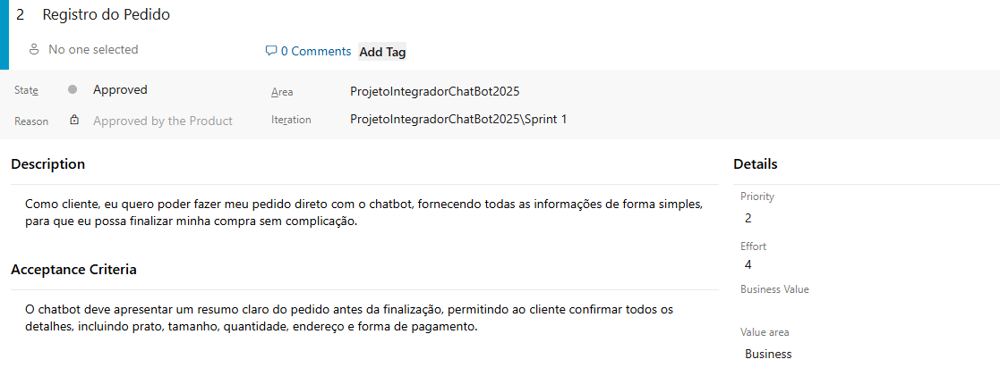 2 Registro do Pedido
No one selected
0 Comments Add Tag
State Approved
Area ProjetoIntegradorChatBot2025
Reason Approved by the Product
Iteration ProjetoIntegradorChatBot2025\Sprint 1
Description
Como cliente, eu quero poder fazer meu pedido direto com o chatbot, fornecendo todas as informações de forma simples,
para que eu possa finalizar minha compra sem complicação.
Acceptance Criteria
O chatbot deve apresentar um resumo claro do pedido antes da finalização, permitindo ao cliente confirmar todos os
detalhes, incluindo prato, tamanho, quantidade, endereço e forma de pagamento.
Details
Priority
2
Effort
4
Business Value
Value area
Business